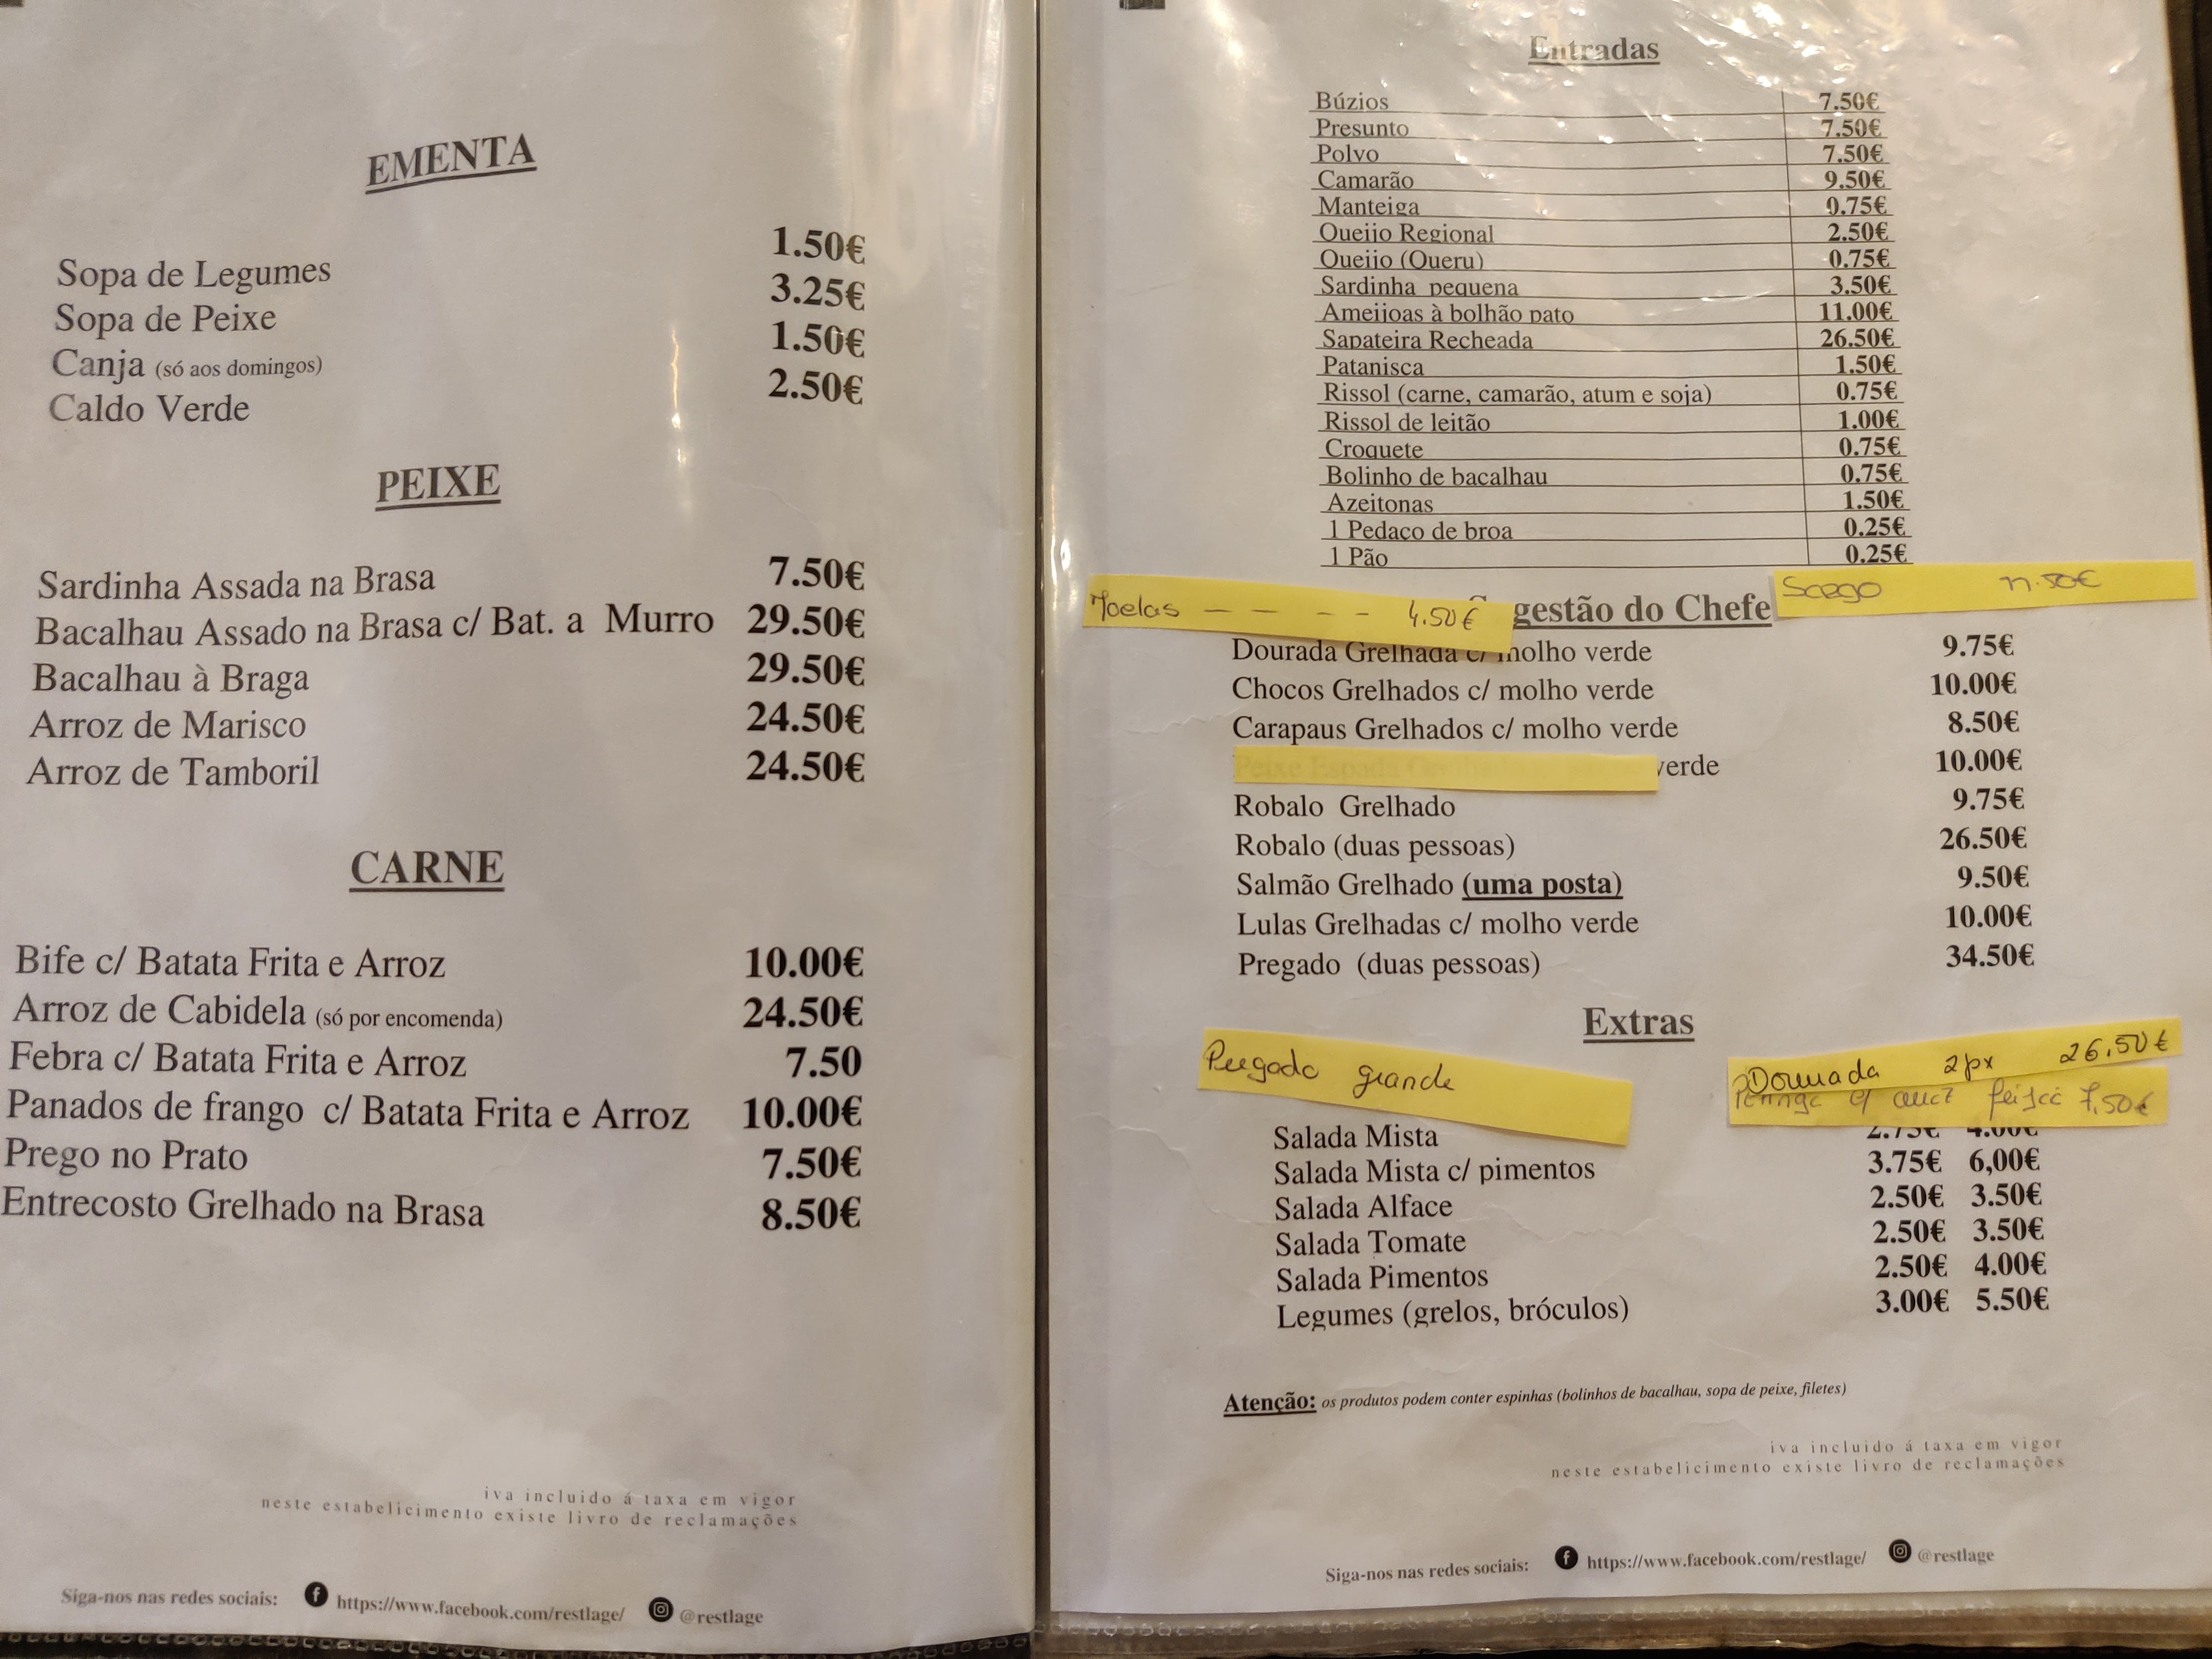 EMENTA
Sopa de Legumes 1.50€
Sopa de Peixe 3.25€
Canja (só aos domingos) 1.50€
Caldo Verde 2.50€
PEIXE
Sardinha Assada na Brasa 7.50€
Bacalhau Assado na Brasa c/ Bat. a Murro 29.50€
Bacalhau à Braga 29.50€
Arroz de Marisco 24.50€
Arroz de Tamboril 24.50€
CARNE
Bife c/ Batata Frita e Arroz 10.00€
Arroz de Cabidela (só por encomenda) 24.50€
Febra c/ Batata Frita e Arroz 7.50
Panados de frango c/ Batata Frita e Arroz 10.00€
Prego no Prato 7.50€
Entrecosto Grelhado na Brasa 8.50€
iva incluido á taxa em vigor
neste estabelicimento existe livro de reclamações
Siga-nos nas redes sociais: https://www.facebook.com/restlage/ @restlage
Entradas
Búzios 7.50€
Presunto 7.50€
Polvo 7.50€
Camarão 9.50€
Manteiga 0.75€
Queijo Regional 2.50€
Queijo (Queru) 0.75€
Sardinha pequena 3.50€
Ameijoas à bolhão pato 11.00€
Sapateira Recheada 26.50€
Patanisca 1.50€
Rissol (carne, camarão, atum e soja) 0.75€
Rissol de leitão 1.00€
Croquete 0.75€
Bolinho de bacalhau 0.75€
Azeitonas 1.50€
1 Pedaço de broa 0.25€
1 Pão 0.25€
Moelas - - - - 4.50€
gestão do Chefe
Dourada Grelhada c/ molho verde 9.75€
Chocos Grelhados c/ molho verde 10.00€
Carapaus Grelhados c/ molho verde 8.50€
Peixe Espada verde 10.00€
Robalo Grelhado 9.75€
Robalo (duas pessoas) 26.50€
Salmão Grelhado (uma posta) 9.50€
Lulas Grelhadas c/ molho verde 10.00€
Pregado (duas pessoas) 34.50€
Extras
Pregado grande
Dourada 2px 26,50€
7,50€
Salada Mista 2.75€ 4.00€
Salada Mista c/ pimentos 3.75€ 6,00€
Salada Alface 2.50€ 3.50€
Salada Tomate 2.50€ 3.50€
Salada Pimentos 2.50€ 4.00€
Legumes (grelos, bróculos) 3.00€ 5.50€
Atenção: os produtos podem conter espinhas (bolinhos de bacalhau, sopa de peixe, filetes)
iva incluido á taxa em vigor
neste estabelicimento existe livro de reclamações
Siga-nos nas redes sociais: https://www.facebook.com/restlage/ @restlage